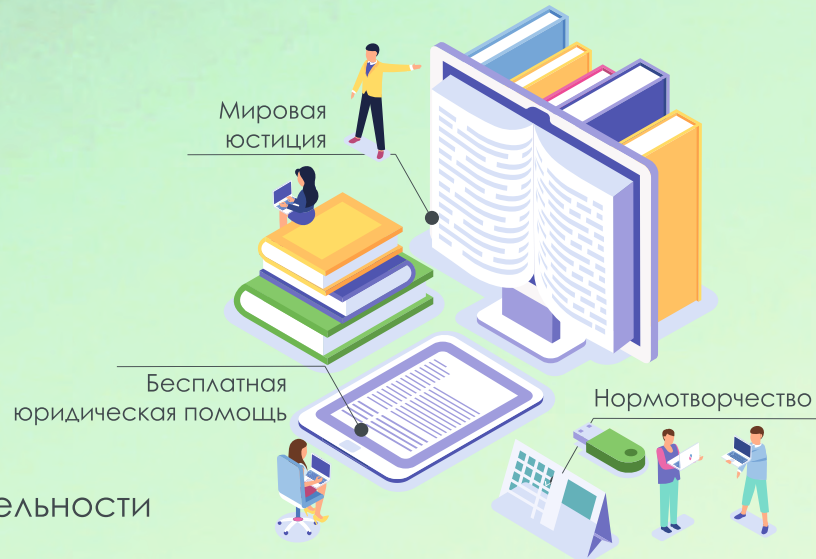 Мировая
юстиция
Бесплатная
юридическая помощь
Нормотворчество
ельности